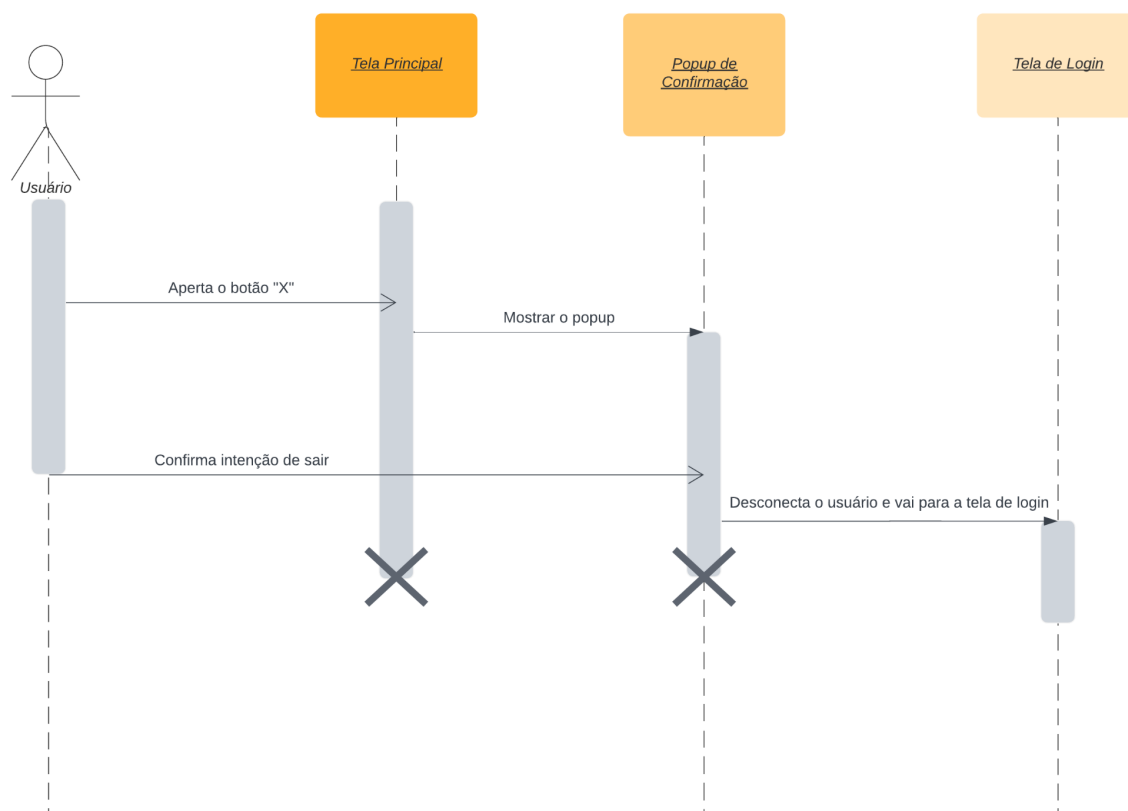 Tela Principal
Popup de
Confirmação
Tela de Login
Usuário
Aperta o botão "X"
Mostrar o popup
Confirma intenção de sair
Desconecta o usuário e vai para a tela de login